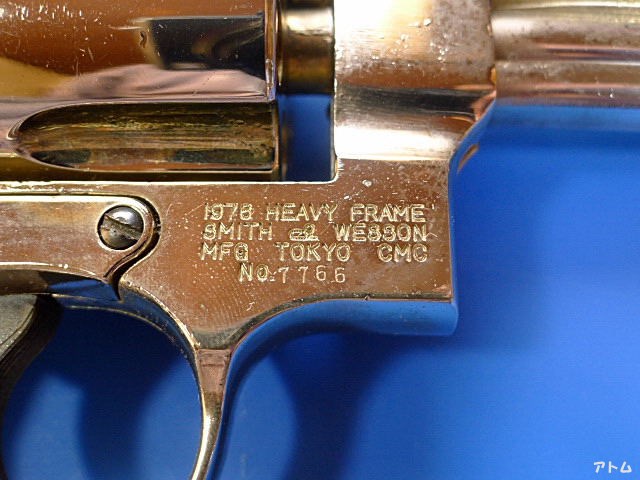 1978 HEAVY FRAME
SMITH & WESSON
MFG TOKYO CMC
NO.7766
アトム